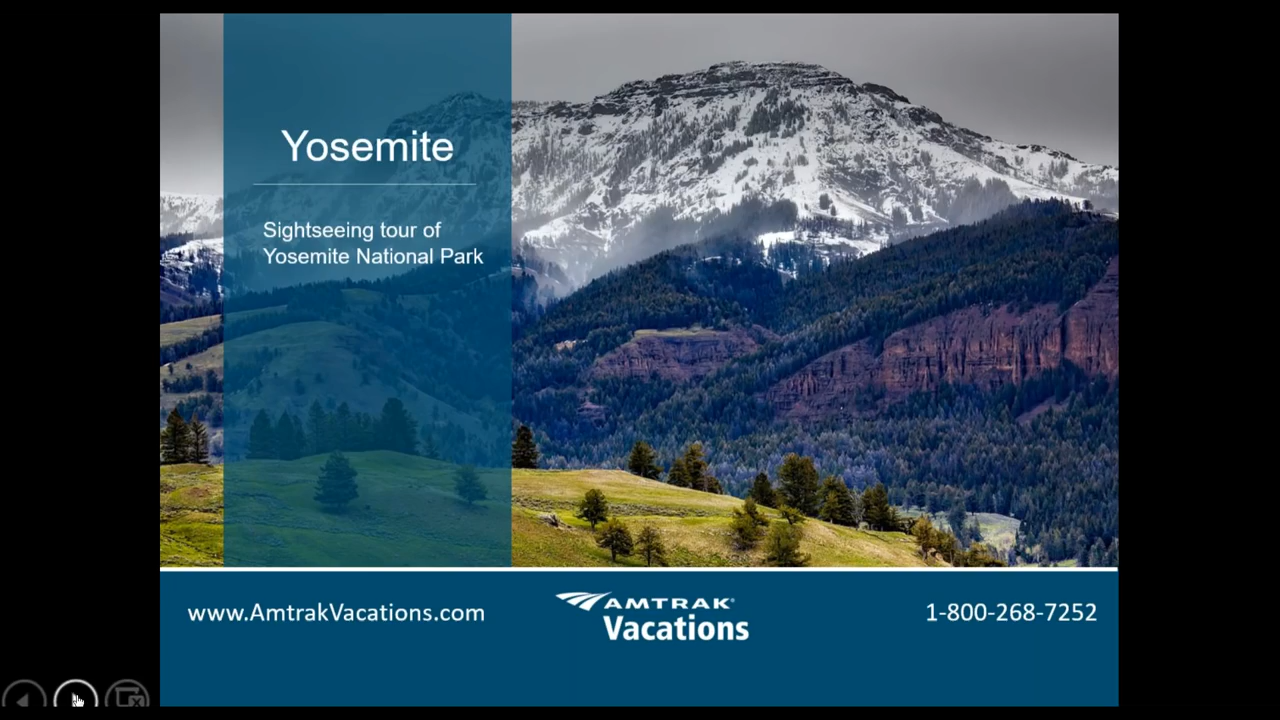 Yosemite
Sightseeing tour of
Yosemite National Park
www.AmtrakVacations.com
AMTRAK®
Vacations
1-800-268-7252